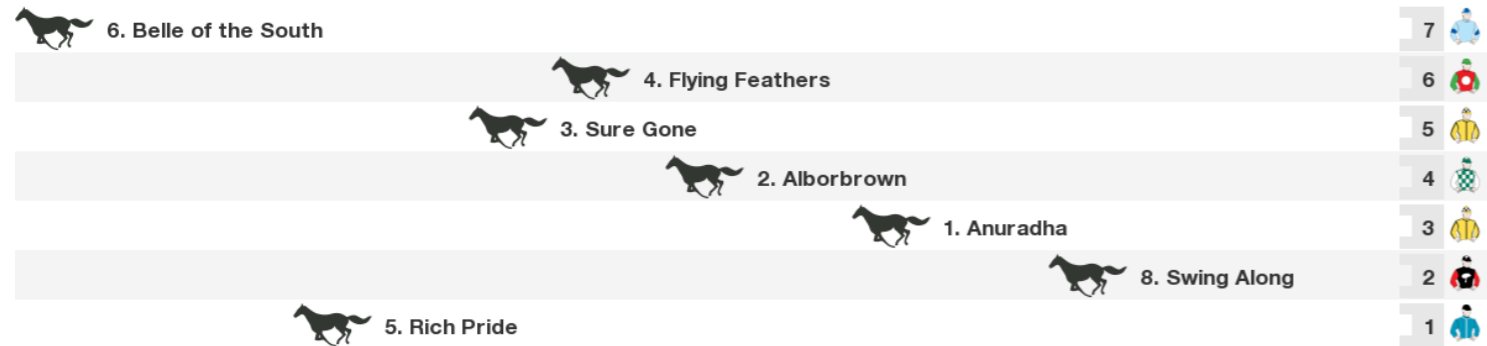 6. Belle of the South 7
4. Flying Feathers 6
3. Sure Gone 5
2. Alborbrown 4
1. Anuradha 3
8. Swing Along 2
5. Rich Pride 1